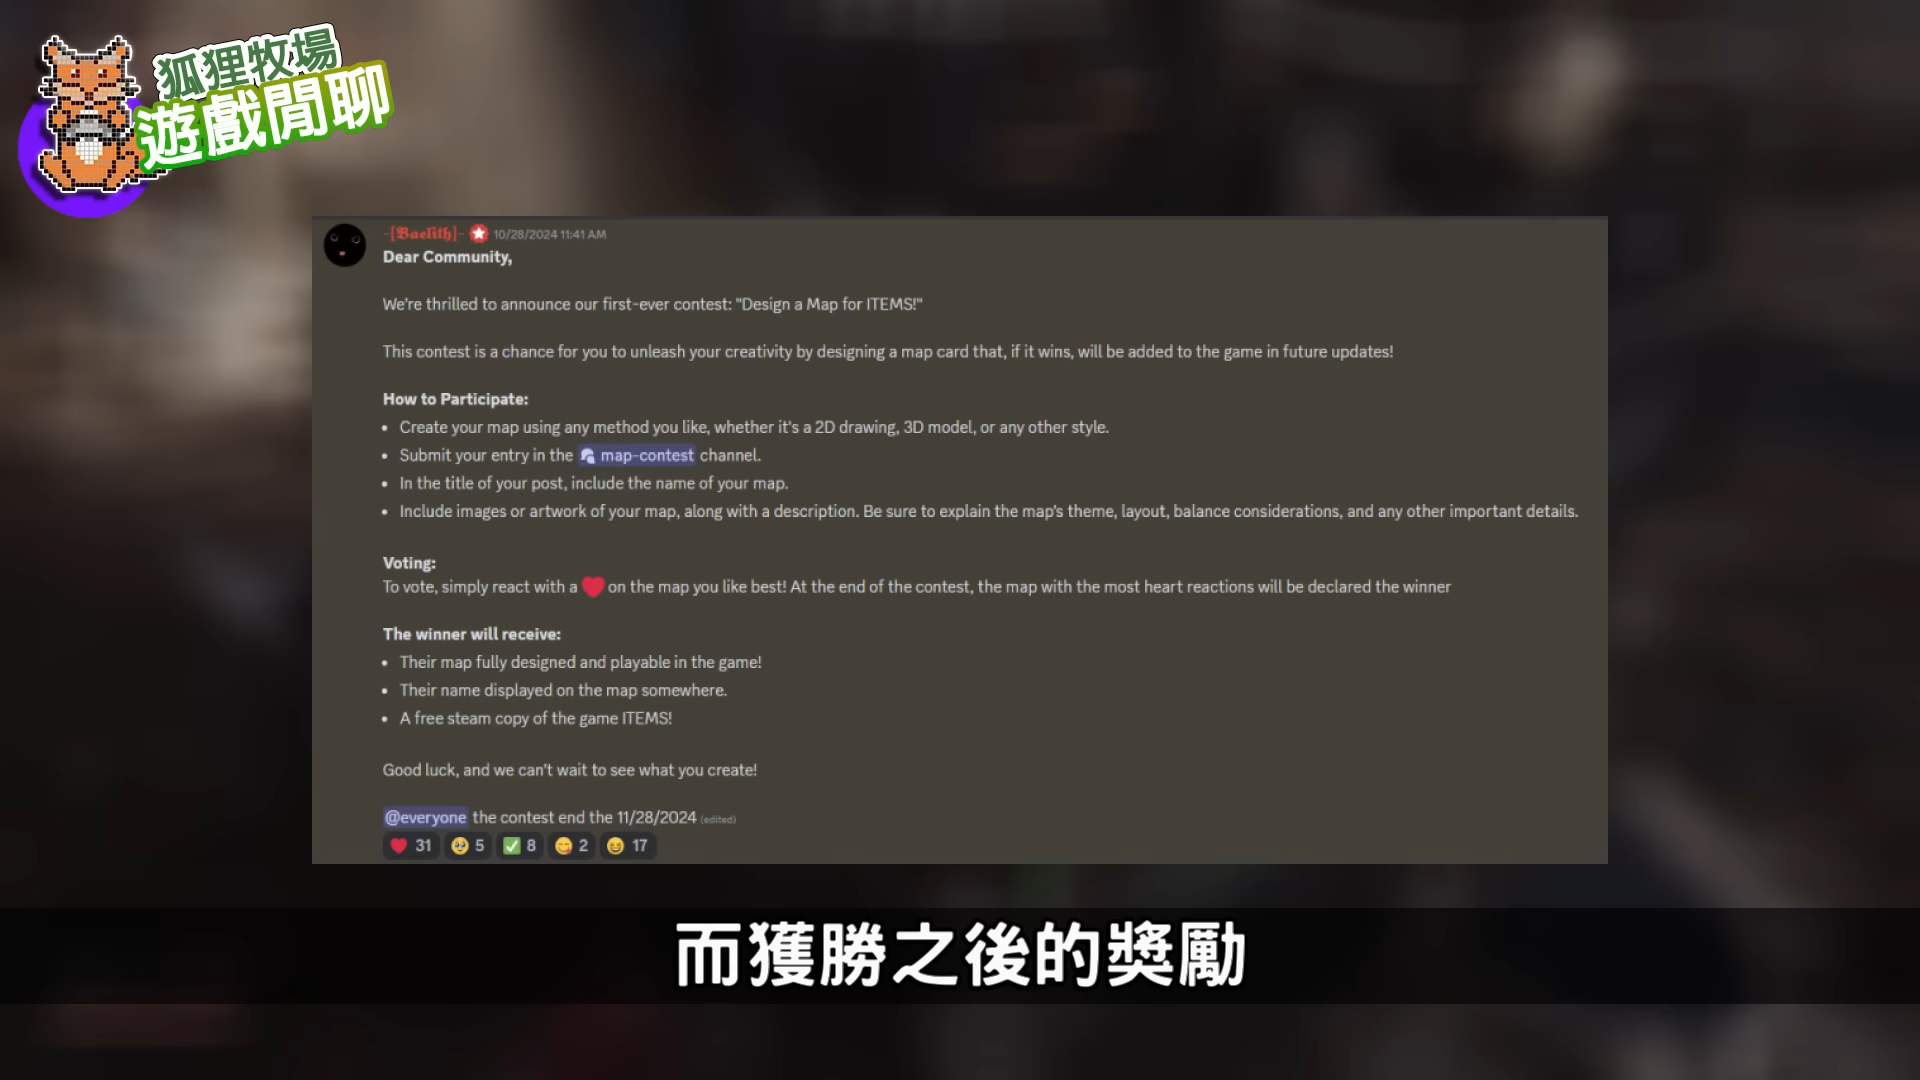 狐狸牧場
遊戲閒聊
-[Baelith]- 10/28/2024 11:41 AM
Dear Community,
We're thrilled to announce our first-ever contest: "Design a Map for ITEMS!"
This contest is a chance for you to unleash your creativity by designing a map card that, if it wins, will be added to the game in future updates!
How to Participate:
• Create your map using any method you like, whether it's a 2D drawing, 3D model, or any other style.
• Submit your entry in the map-contest channel.
• In the title of your post, include the name of your map.
• Include images or artwork of your map, along with a description. Be sure to explain the map's theme, layout, balance considerations, and any other important details.
Voting:
To vote, simply react with a ❤️ on the map you like best! At the end of the contest, the map with the most heart reactions will be declared the winner
The winner will receive:
• Their map fully designed and playable in the game!
• Their name displayed on the map somewhere.
• A free steam copy of the game ITEMS!
Good luck, and we can't wait to see what you create!
@everyone the contest end the 11/28/2024 (edited)
❤️ 31 🥹 5 ✅ 8 😋 2 😆 17
而獲勝之後的獎勵